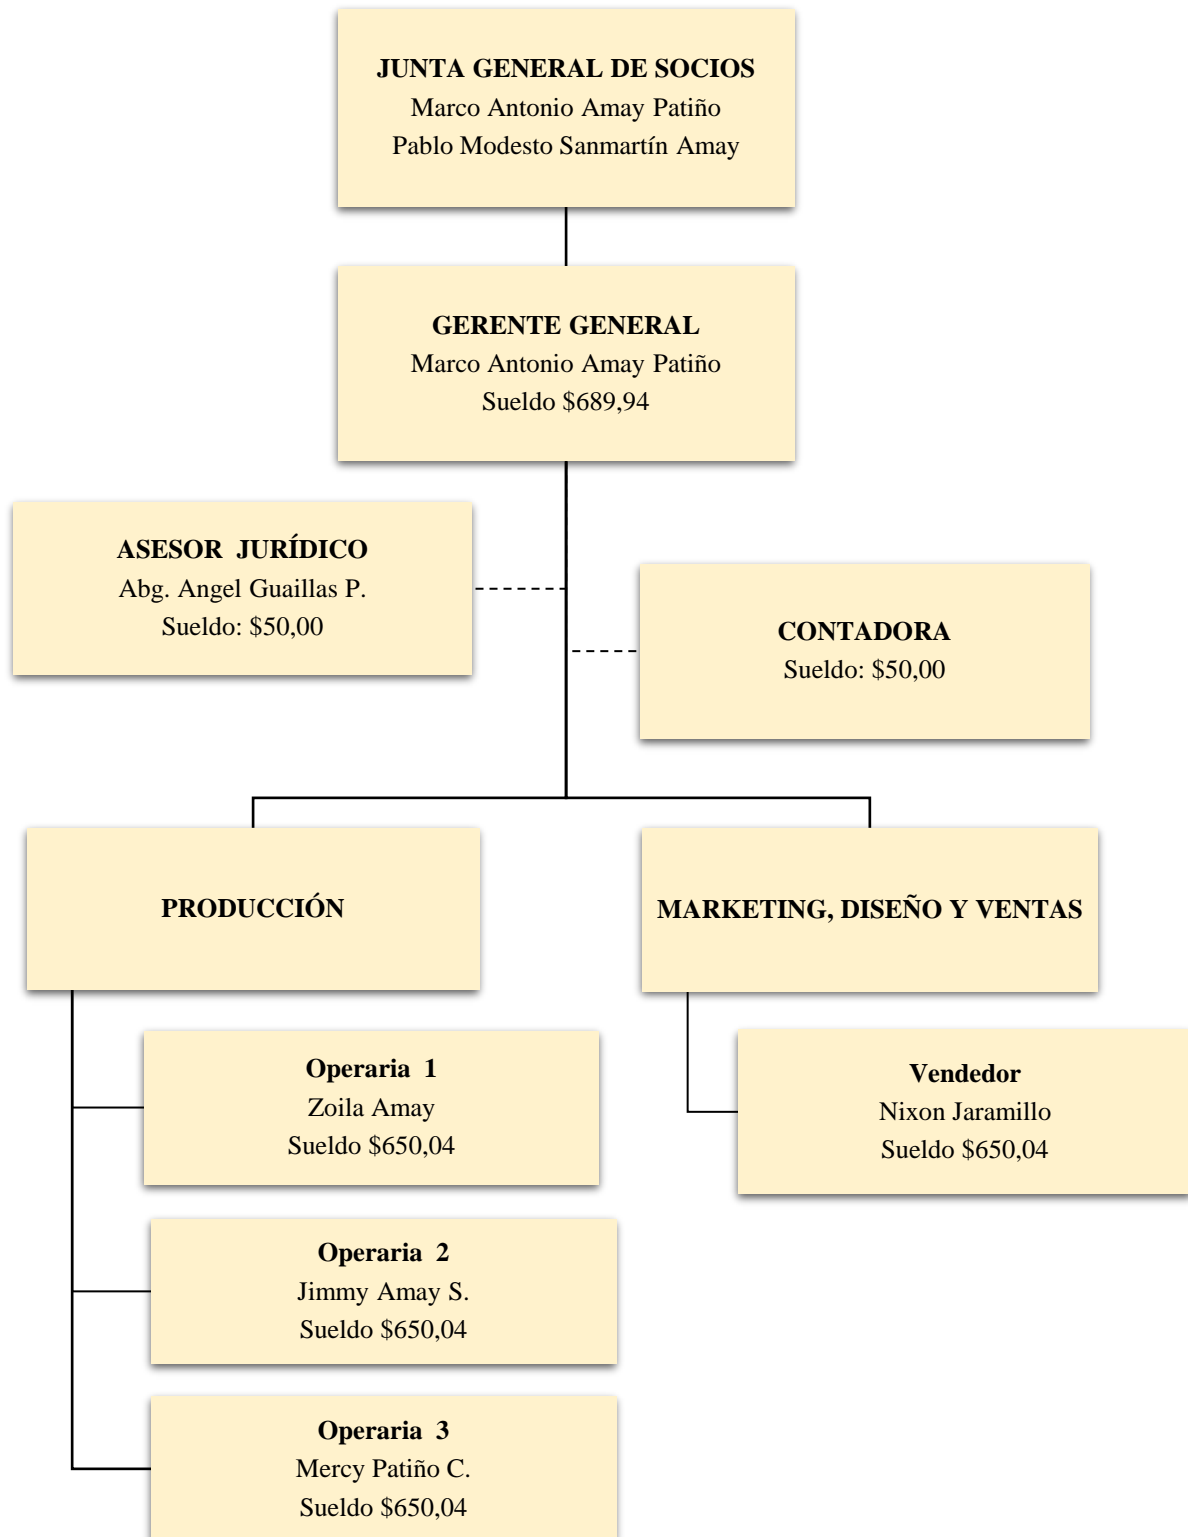 JUNTA GENERAL DE SOCIOS
Marco Antonio Amay Patiño
Pablo Modesto Sanmartín Amay
GERENTE GENERAL
Marco Antonio Amay Patiño
Sueldo $689,94
ASESOR JURÍDICO
Abg. Angel Guaillas P.
Sueldo: $50,00
CONTADORA
Sueldo: $50,00
PRODUCCIÓN
MARKETING, DISEÑO Y VENTAS
Operaria 1
Zoila Amay
Sueldo $650,04
Vendedor
Nixon Jaramillo
Sueldo $650,04
Operaria 2
Jimmy Amay S.
Sueldo $650,04
Operaria 3
Mercy Patiño C.
Sueldo $650,04